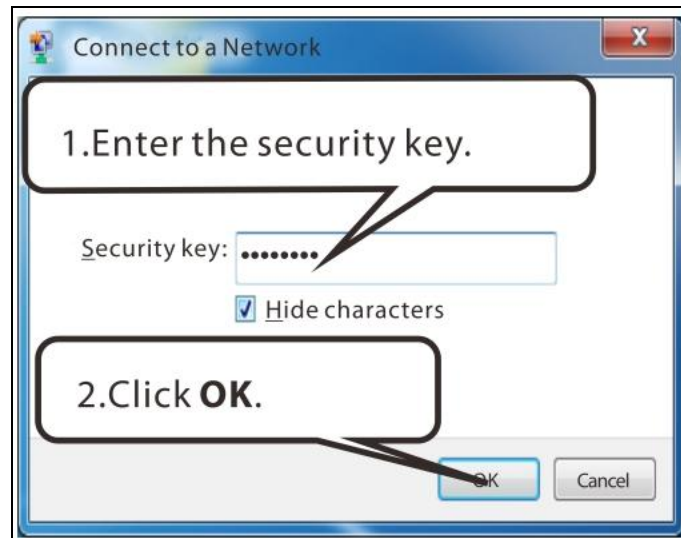 Connect to a Network
X
1.Enter the security key.
Security key: ••••••••
Hide characters
2.Click OK.
OK Cancel